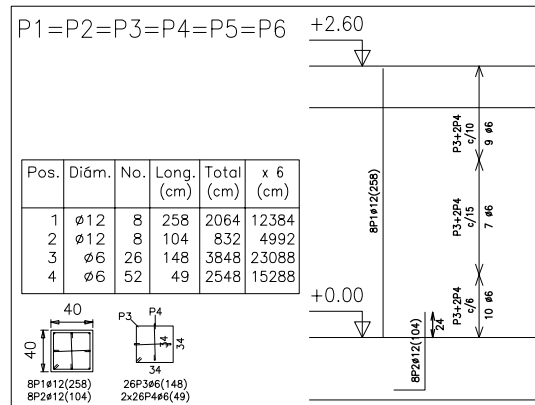 P1=P2=P3=P4=P5=P6
+2.60
Pos. Diám. No. Long. (cm) Total (cm) x 6 (cm)
1 ø12 8 258 2064 12384
2 ø12 8 104 832 4992
3 ø6 26 148 3848 23088
4 ø6 52 49 2548 15288
40
40
8P1ø12(258)
8P2ø12(104)
P3
P4
34
34
34
26P3ø6(148)
2x26P4ø6(49)
8P1ø12(258)
P3+2P4
c/10
9 ø6
P3+2P4
c/15
7 ø6
P3+2P4
c/6
10 ø6
+0.00
24
8P2ø12(104)